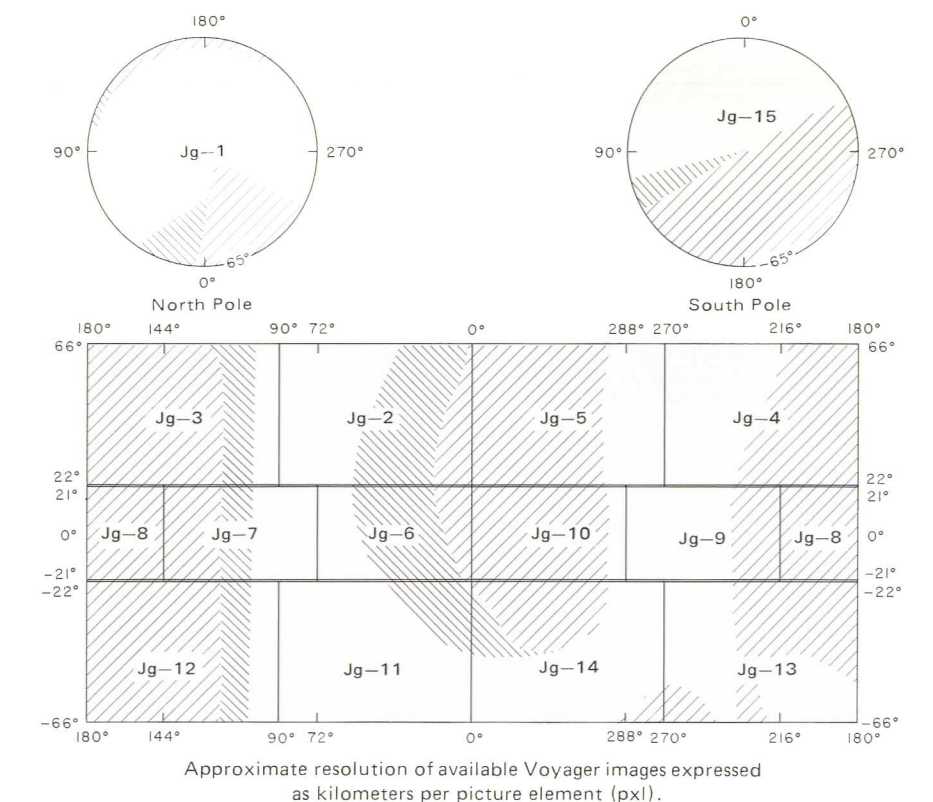 180° 0°
Jg-1 Jg-15
90° 270° 90° 270°
-65° -65°
0° 180°
North Pole South Pole
180° 144° 90° 72° 0° 288° 270° 216° 180°
66° 66°
Jg-3 Jg-2 Jg-5 Jg-4
22° 22°
21° 21°
0° Jg-8 Jg-7 Jg-6 Jg-10 Jg-9 Jg-8 0°
-21° -21°
-22° -22°
Jg-12 Jg-11 Jg-14 Jg-13
-66° -66°
180° 144° 90° 72° 0° 288° 270° 216° 180°
Approximate resolution of available Voyager images expressed
as kilometers per picture element (pxl).